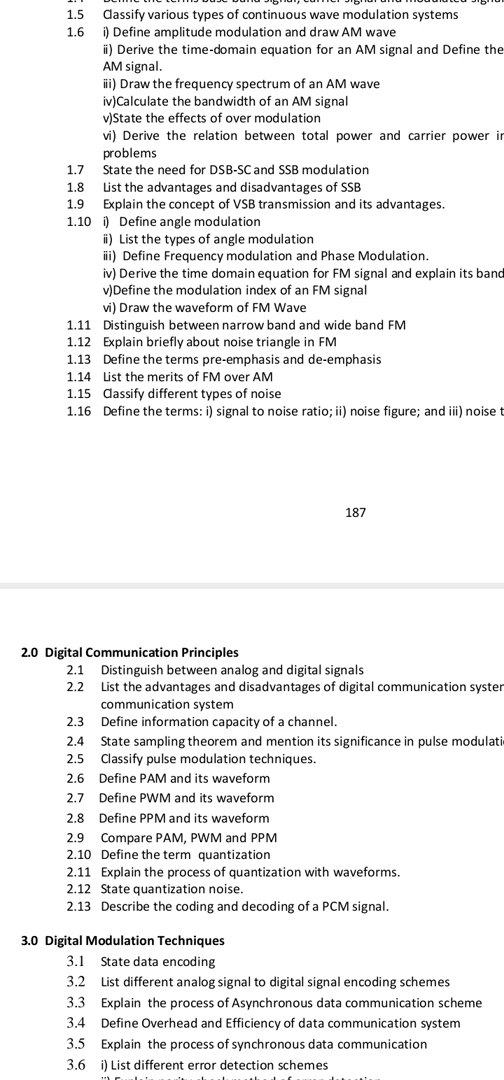 1.5 Classify various types of continuous wave modulation systems
1.6 i) Define amplitude modulation and draw AM wave
ii) Derive the time-domain equation for an AM signal and Define the
AM signal.
iii) Draw the frequency spectrum of an AM wave
iv)Calculate the bandwidth of an AM signal
v)State the effects of over modulation
vi) Derive the relation between total power and carrier power in
problems
1.7 State the need for DSB-SC and SSB modulation
1.8 List the advantages and disadvantages of SSB
1.9 Explain the concept of VSB transmission and its advantages.
1.10 i) Define angle modulation
ii) List the types of angle modulation
iii) Define Frequency modulation and Phase Modulation.
iv) Derive the time domain equation for FM signal and explain its band
v)Define the modulation index of an FM signal
vi) Draw the waveform of FM Wave
1.11 Distinguish between narrow band and wide band FM
1.12 Explain briefly about noise triangle in FM
1.13 Define the terms pre-emphasis and de-emphasis
1.14 List the merits of FM over AM
1.15 Classify different types of noise
1.16 Define the terms: i) signal to noise ratio; ii) noise figure; and iii) noise t
187
2.0 Digital Communication Principles
2.1 Distinguish between analog and digital signals
2.2 List the advantages and disadvantages of digital communication system
communication system
2.3 Define information capacity of a channel.
2.4 State sampling theorem and mention its significance in pulse modulati
2.5 Classify pulse modulation techniques.
2.6 Define PAM and its waveform
2.7 Define PWM and its waveform
2.8 Define PPM and its waveform
2.9 Compare PAM, PWM and PPM
2.10 Define the term quantization
2.11 Explain the process of quantization with waveforms.
2.12 State quantization noise.
2.13 Describe the coding and decoding of a PCM signal.
3.0 Digital Modulation Techniques
3.1 State data encoding
3.2 List different analog signal to digital signal encoding schemes
3.3 Explain the process of Asynchronous data communication scheme
3.4 Define Overhead and Efficiency of data communication system
3.5 Explain the process of synchronous data communication
3.6 i) List different error detection schemes